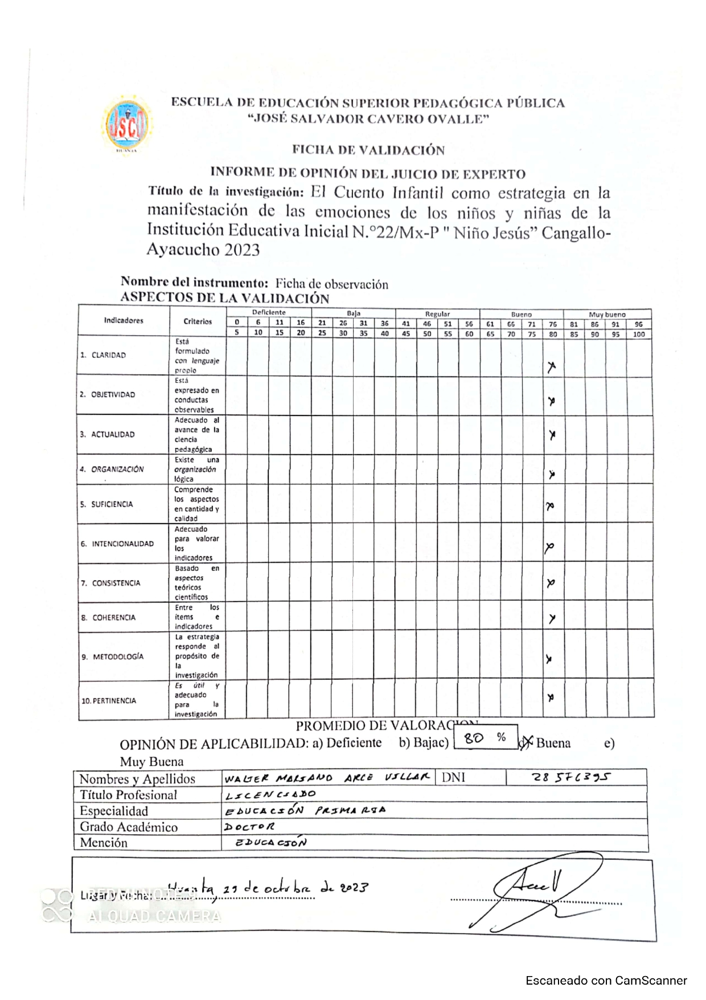 JSCO
HUANTA
ESCUELA DE EDUCACIÓN SUPERIOR PEDAGÓGICA PÚBLICA
“JOSÉ SALVADOR CAVERO OVALLE”
FICHA DE VALIDACIÓN
INFORME DE OPINIÓN DEL JUICIO DE EXPERTO
Título de la investigación: El Cuento Infantil como estrategia en la
manifestación de las emociones de los niños y niñas de la
Institución Educativa Inicial N.°22/Mx-P " Niño Jesús” Cangallo-
Ayacucho 2023
Nombre del instrumento: Ficha de observación
ASPECTOS DE LA VALIDACIÓN
Indicadores Criterios Deficiente Baja Regular Bueno Muy bueno
0 6 11 16 21 26 31 36 41 46 51 56 61 66 71 76 81 86 91 96
5 10 15 20 25 30 35 40 45 50 55 60 65 70 75 80 85 90 95 100
1. CLARIDAD
Está
formulado
con lenguaje
propio
X
2. OBJETIVIDAD
Está
expresado en
conductas
observables
X
3. ACTUALIDAD
Adecuado al
avance de la
ciencia
pedagógica
X
4. ORGANIZACIÓN
Existe una
organización
lógica
X
5. SUFICIENCIA
Comprende
los aspectos
en cantidad y
calidad
X
6. INTENCIONALIDAD
Adecuado
para valorar
los
indicadores
X
7. CONSISTENCIA
Basado en
aspectos
teóricos
científicos
X
8. COHERENCIA
Entre los
ítems e
indicadores
X
9. METODOLOGÍA
La estrategia
responde al
propósito de
la
investigación
X
10. PERTINENCIA
Es útil y
adecuado
para la
investigación
X
PROMEDIO DE VALORACION
OPINIÓN DE APLICABILIDAD: a) Deficiente b) Bajac) 80 % d) Buena e)
Muy Buena
Nombres y Apellidos WALTER MARIANO ARCE VILLAR DNI 28576395
Título Profesional LICENCIADO
Especialidad EDUCACIÓN PRIMARIA
Grado Académico DOCTOR
Mención EDUCACIÓN
Lugar y Fecha: Huanta, 29 de octubre de 2023
REDMI NOTE 9
AI QUAD CAMERA
Escaneado con CamScanner